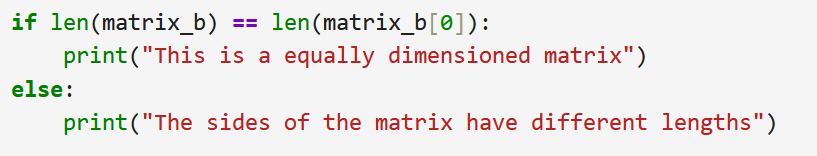 if len(matrix_b) == len(matrix_b[0]):
    print("This is a equally dimensioned matrix")
else:
    print("The sides of the matrix have different lengths")